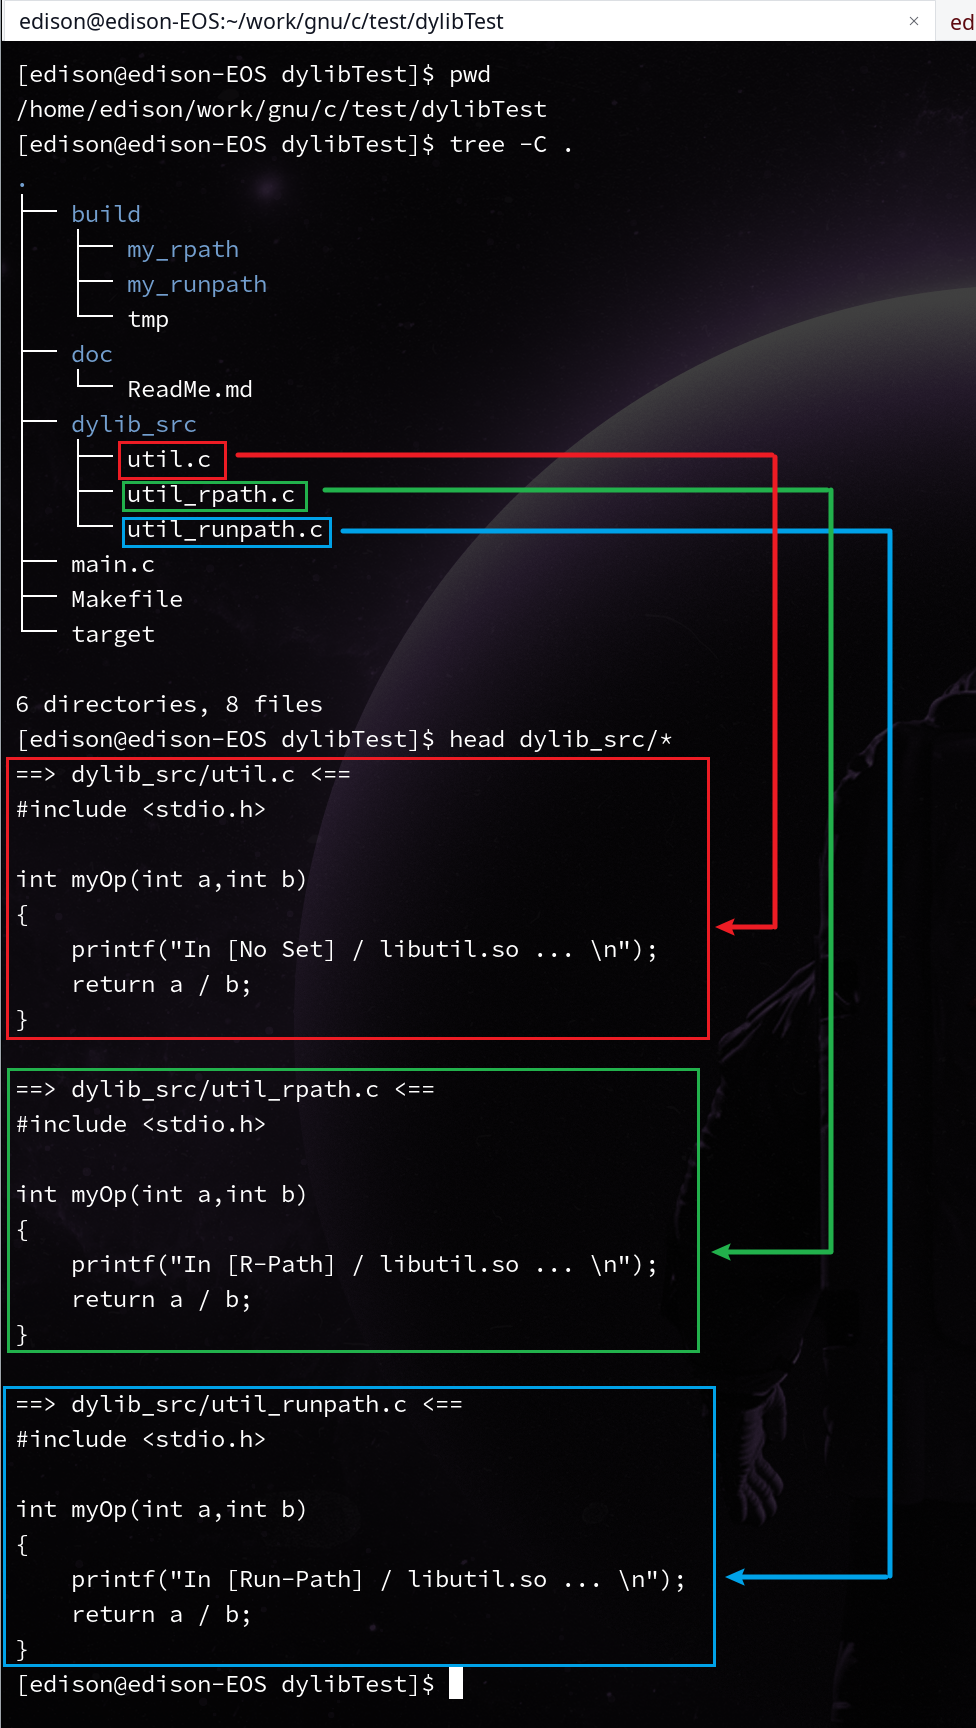 edison@edison-EOS:~/work/gnu/c/test/dylibTest × ed
[edison@edison-EOS dylibTest]$ pwd
/home/edison/work/gnu/c/test/dylibTest
[edison@edison-EOS dylibTest]$ tree -C .
.
├── build
│   ├── my_rpath
│   ├── my_runpath
│   └── tmp
├── doc
│   └── ReadMe.md
├── dylib_src
│   ├── util.c
│   ├── util_rpath.c
│   └── util_runpath.c
├── main.c
├── Makefile
└── target

6 directories, 8 files
[edison@edison-EOS dylibTest]$ head dylib_src/*
==> dylib_src/util.c <==
#include <stdio.h>

int myOp(int a,int b)
{
    printf("In [No Set] / libutil.so ... \n");
    return a / b;
}

==> dylib_src/util_rpath.c <==
#include <stdio.h>

int myOp(int a,int b)
{
    printf("In [R-Path] / libutil.so ... \n");
    return a / b;
}

==> dylib_src/util_runpath.c <==
#include <stdio.h>

int myOp(int a,int b)
{
    printf("In [Run-Path] / libutil.so ... \n");
    return a / b;
}
[edison@edison-EOS dylibTest]$